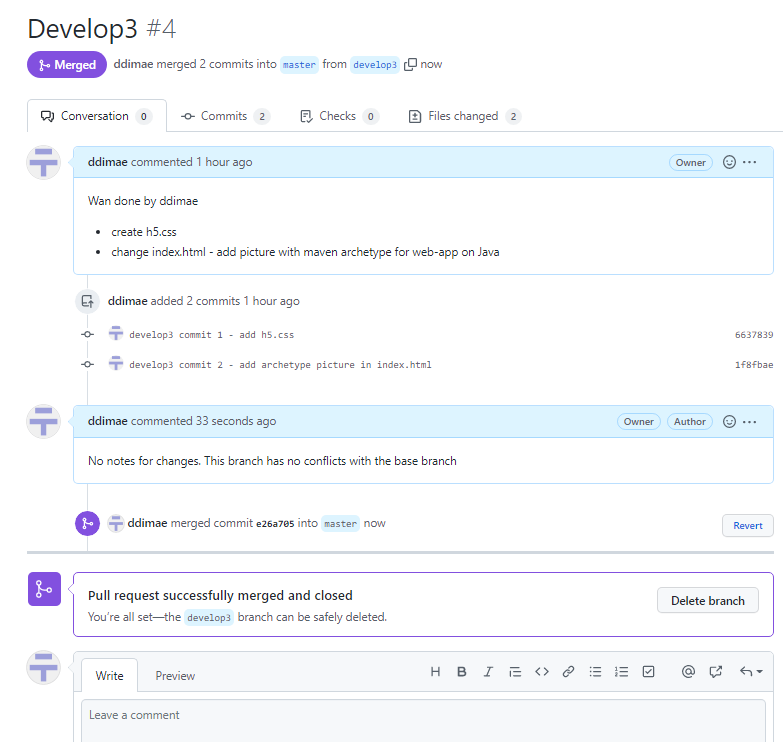 Develop3 #4
Merged ddimae merged 2 commits into master from develop3 now
Conversation 0 Commits 2 Checks 0 Files changed 2
ddimae commented 1 hour ago Owner
Wan done by ddimae
create h5.css
change index.html - add picture with maven archetype for web-app on Java
ddimae added 2 commits 1 hour ago
develop3 commit 1 - add h5.css 6637839
develop3 commit 2 - add archetype picture in index.html 1f8fbae
ddimae commented 33 seconds ago Owner Author
No notes for changes. This branch has no conflicts with the base branch
ddimae merged commit e26a705 into master now Revert
Pull request successfully merged and closed
You're all set—the develop3 branch can be safely deleted. Delete branch
Write Preview
Leave a comment